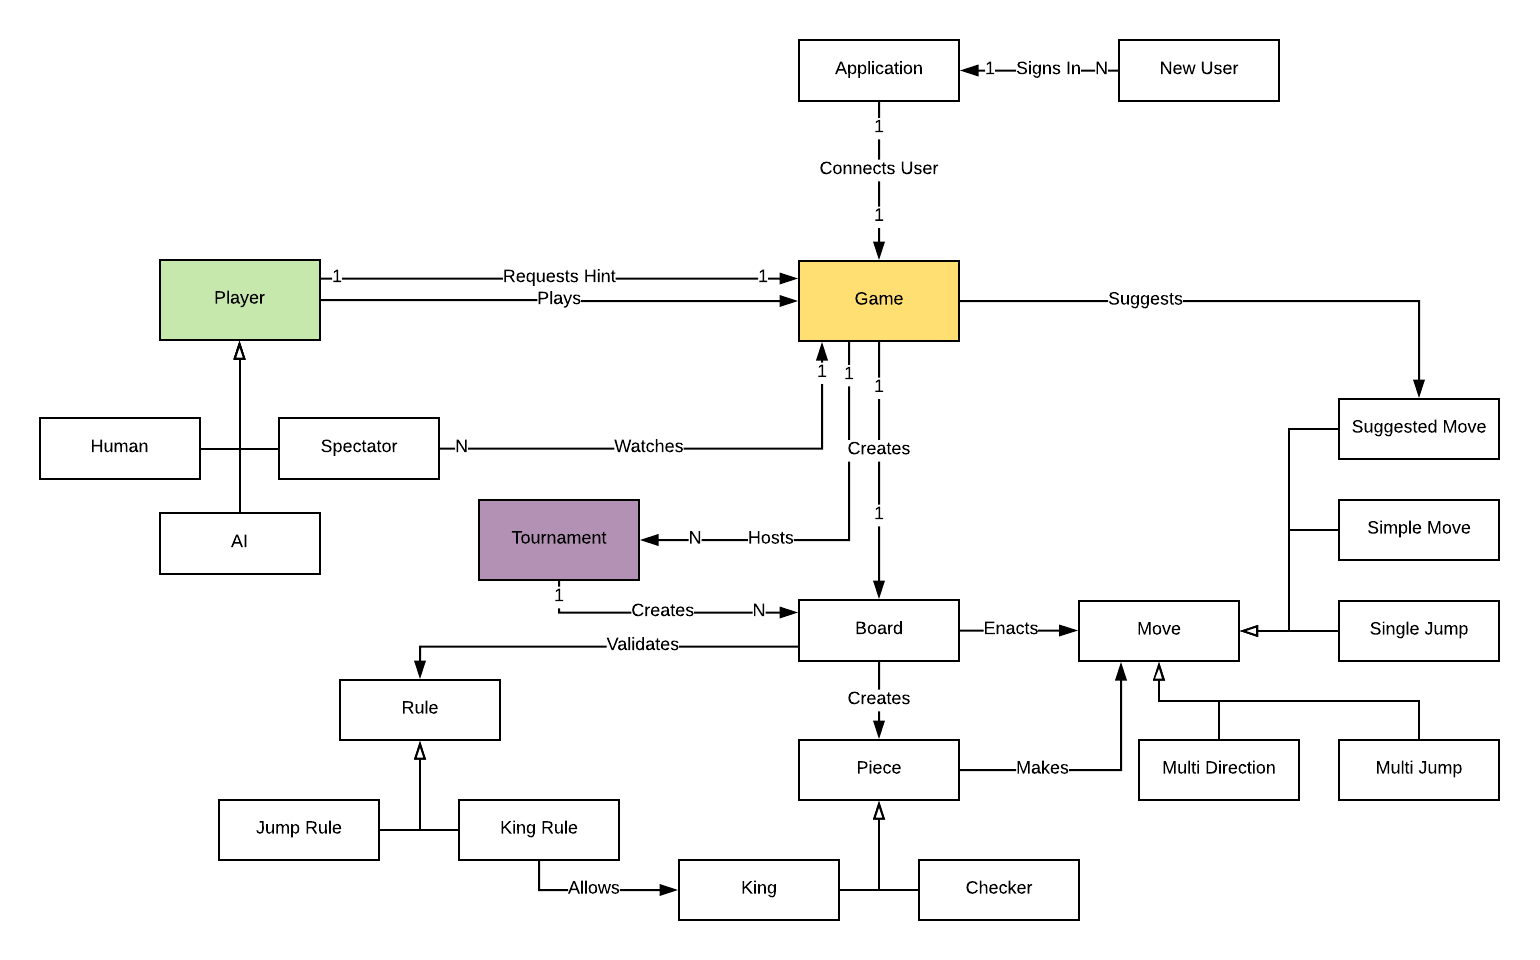 Application
1
Signs In
N
New User
1
Connects User
1
Player
1
Requests Hint
1
Plays
Game
Suggests
1
1
1
Human
Spectator
N
Watches
Creates
Suggested Move
AI
Tournament
N
Hosts
1
Simple Move
1
Creates
N
Board
Enacts
Move
Single Jump
Validates
Rule
Creates
Piece
Makes
Multi Direction
Multi Jump
Jump Rule
King Rule
Allows
King
Checker